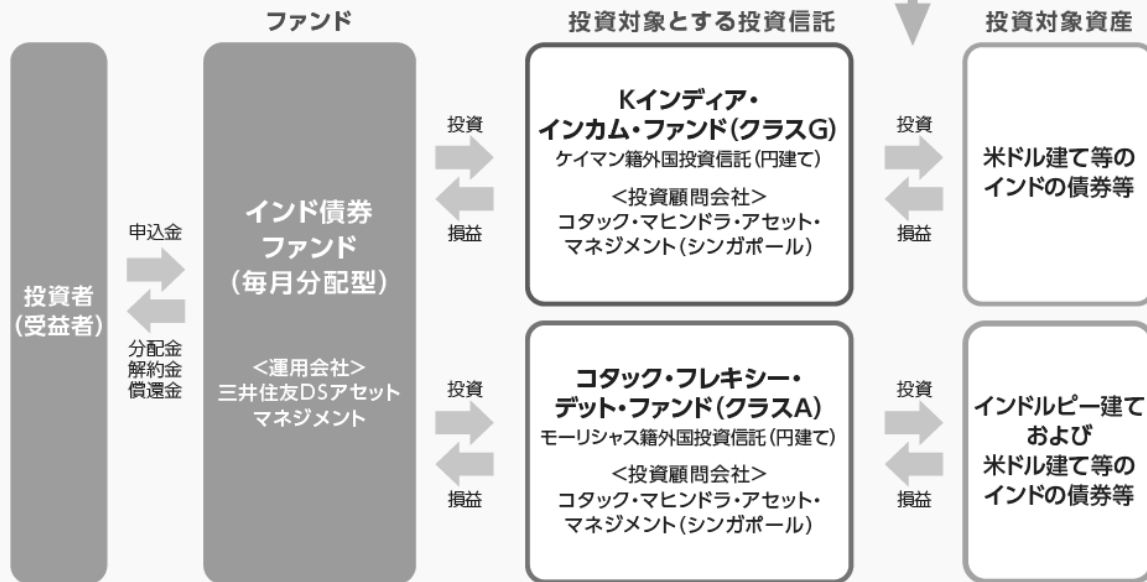 ファンド
投資対象とする投資信託
投資対象資産
投資者
(受益者)
申込金
分配金
解約金
償還金
インド債券
ファンド
(毎月分配型)
<運用会社>
三井住友DSアセット
マネジメント
投資
損益
Kインディア・
インカム・ファンド(クラスG)
ケイマン籍外国投資信託(円建て)
<投資顧問会社>
コタック・マヒンドラ・アセット・
マネジメント(シンガポール)
投資
損益
米ドル建て等の
インドの債券等
投資
損益
コタック・フレキシー・
デット・ファンド(クラスA)
モーリシャス籍外国投資信託(円建て)
<投資顧問会社>
コタック・マヒンドラ・アセット・
マネジメント(シンガポール)
投資
損益
インドルピー建て
および
米ドル建て等の
インドの債券等